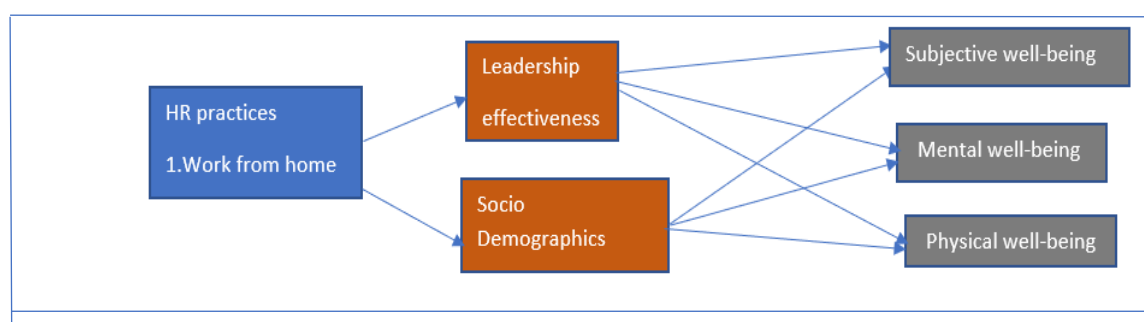 HR practices
1.Work from home
Leadership
effectiveness
Socio
Demographics
Subjective well-being
Mental well-being
Physical well-being